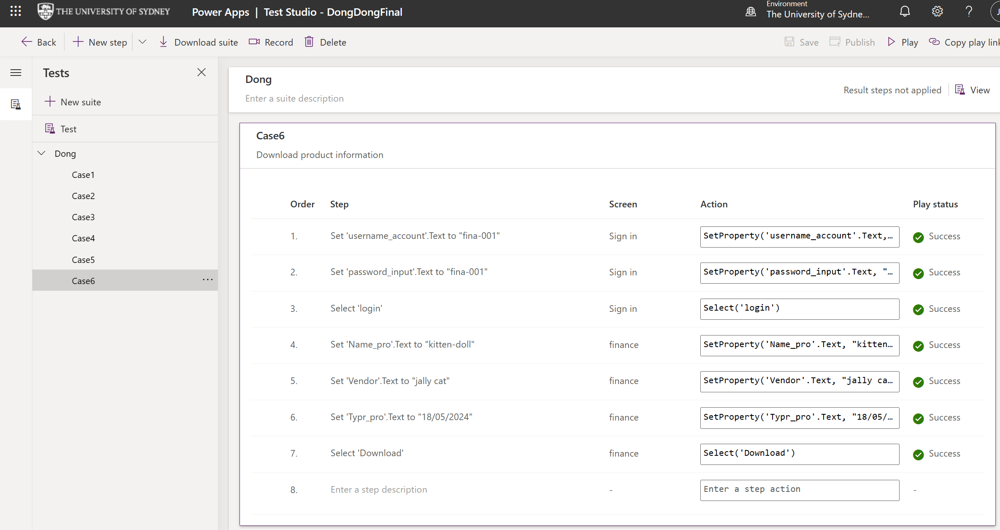 THE UNIVERSITY OF SYDNEY
Power Apps | Test Studio - DongDongFinal
Environment
The University of Sydne...
?
J
Back
New step
Download suite
Record
Delete
Save
Publish
Play
Copy play link
Tests
New suite
Test
Dong
Case1
Case2
Case3
Case4
Case5
Case6
...
Dong
Enter a suite description
Result steps not applied
View
Case6
Download product information
Order Step Screen Action Play status
1. Set 'username_account'.Text to "fina-001" Sign in SetProperty('username_account'.Text,... Success
2. Set 'password_input'.Text to "fina-001" Sign in SetProperty('password_input'.Text, "... Success
3. Select 'login' Sign in Select('login') Success
4. Set 'Name_pro'.Text to "kitten-doll" finance SetProperty('Name_pro'.Text, "kitten... Success
5. Set 'Vendor'.Text to "jally cat" finance SetProperty('Vendor'.Text, "jally ca... Success
6. Set 'Typr_pro'.Text to "18/05/2024" finance SetProperty('Typr_pro'.Text, "18/05/... Success
7. Select 'Download' finance Select('Download') Success
8. Enter a step description - Enter a step action -